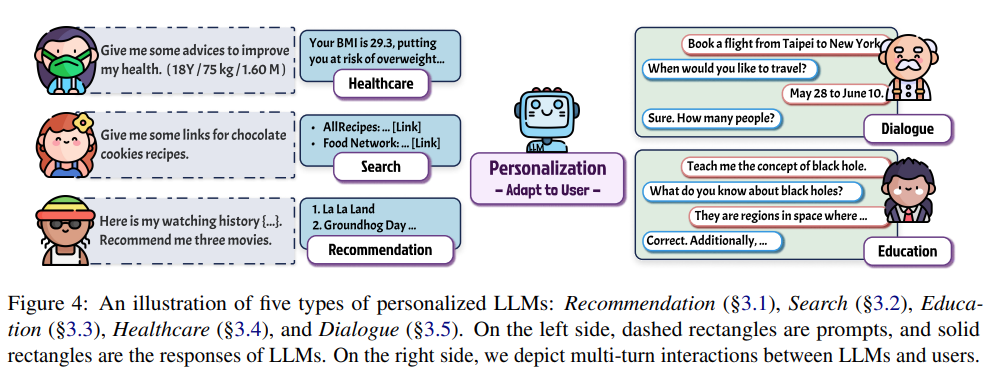 Give me some advices to improve
my health. (18Y / 75 kg / 1.60 M)
Your BMI is 29.3, putting
you at risk of overweight...
Healthcare
Give me some links for chocolate
cookies recipes.
• AllRecipes: ... [Link]
• Food Network: ... [Link]
Search
Here is my watching history {...}.
Recommend me three movies.
1. La La Land
2. Groundhog Day ...
Recommendation
LLM
Personalization
– Adapt to User –
Book a flight from Taipei to New York.
When would you like to travel?
May 28 to June 10.
Sure. How many people?
Dialogue
Teach me the concept of black hole.
What do you know about black holes?
They are regions in space where ...
Correct. Additionally, ...
Education
Figure 4: An illustration of five types of personalized LLMs: Recommendation (§3.1), Search (§3.2), Educa-
tion (§3.3), Healthcare (§3.4), and Dialogue (§3.5). On the left side, dashed rectangles are prompts, and solid
rectangles are the responses of LLMs. On the right side, we depict multi-turn interactions between LLMs and users.